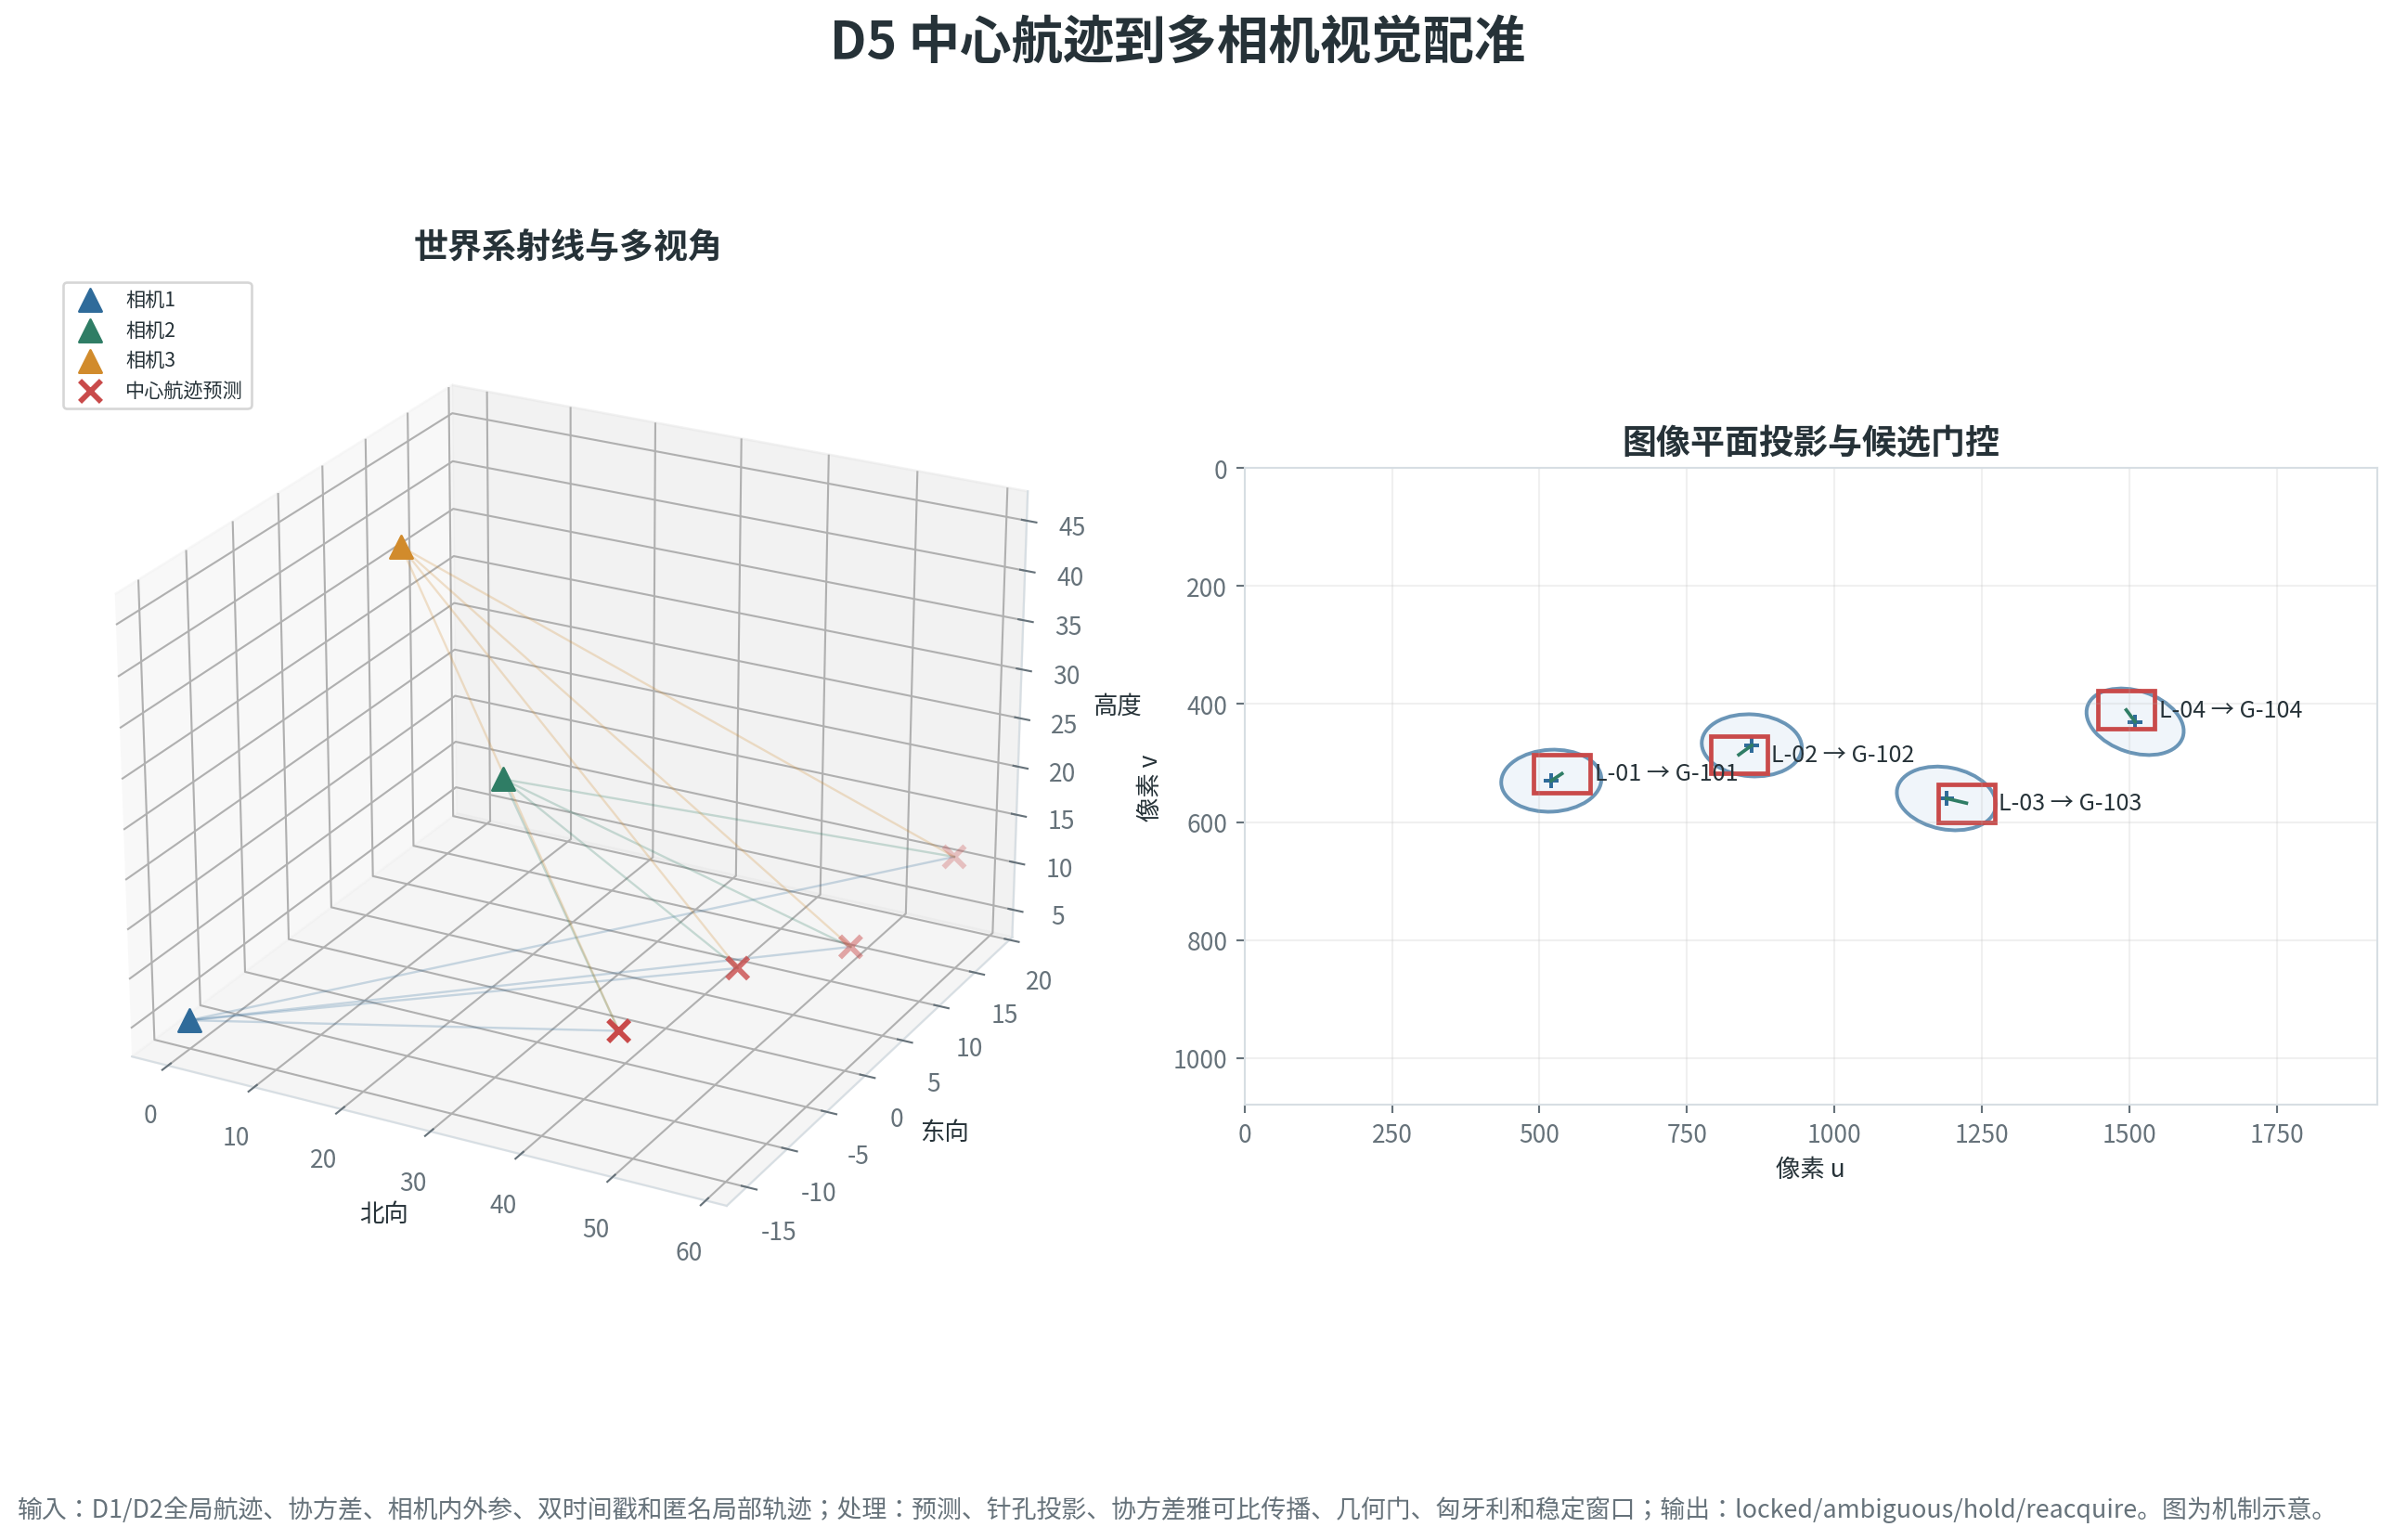 D5 中心航迹到多相机视觉配准
世界系射线与多视角
相机1
相机2
相机3
中心航迹预测
45
40
35
30
25
20
15
10
5
高度
20
15
10
5
0
-5
-10
-15
东向
0
10
20
30
40
50
60
北向
图像平面投影与候选门控
0
200
400
600
800
1000
像素 v
L-04 → G-104
L-02 → G-102
L-01 → G-101
L-03 → G-103
0
250
500
750
1000
1250
1500
1750
像素 u
输入：D1/D2全局航迹、协方差、相机内外参、双时间戳和匿名局部轨迹；处理：预测、针孔投影、协方差雅可比传播、几何门、匈牙利和稳定窗口；输出：locked/ambiguous/hold/reacquire。图为机制示意。